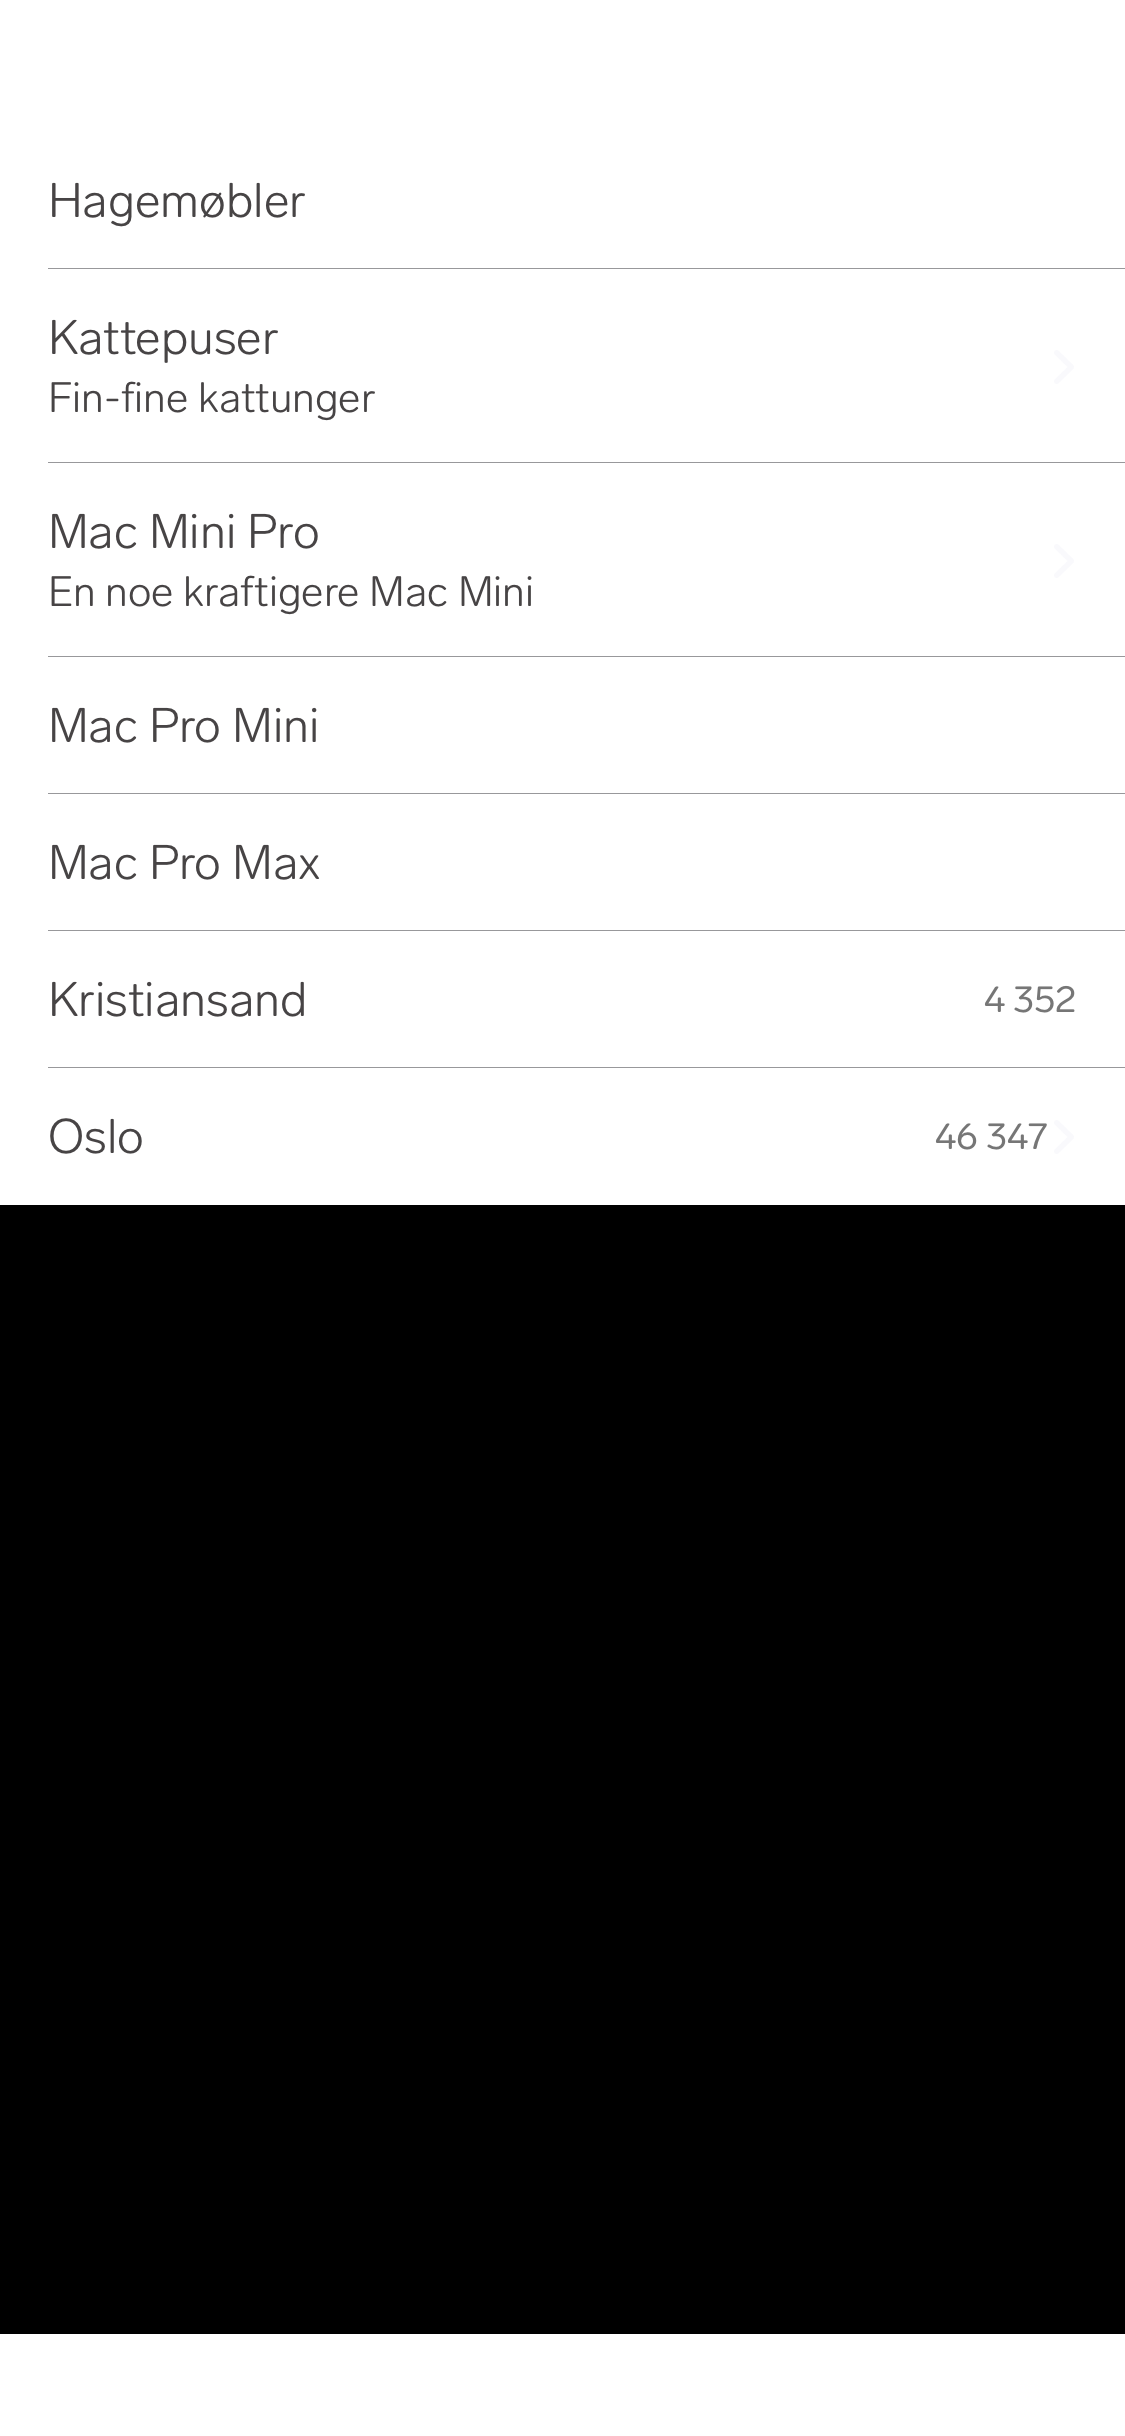 Hagemøbler
Kattepuser
Fin-fine kattunger
Mac Mini Pro
En noe kraftigere Mac Mini
Mac Pro Mini
Mac Pro Max
Kristiansand 4 352
Oslo 46 347